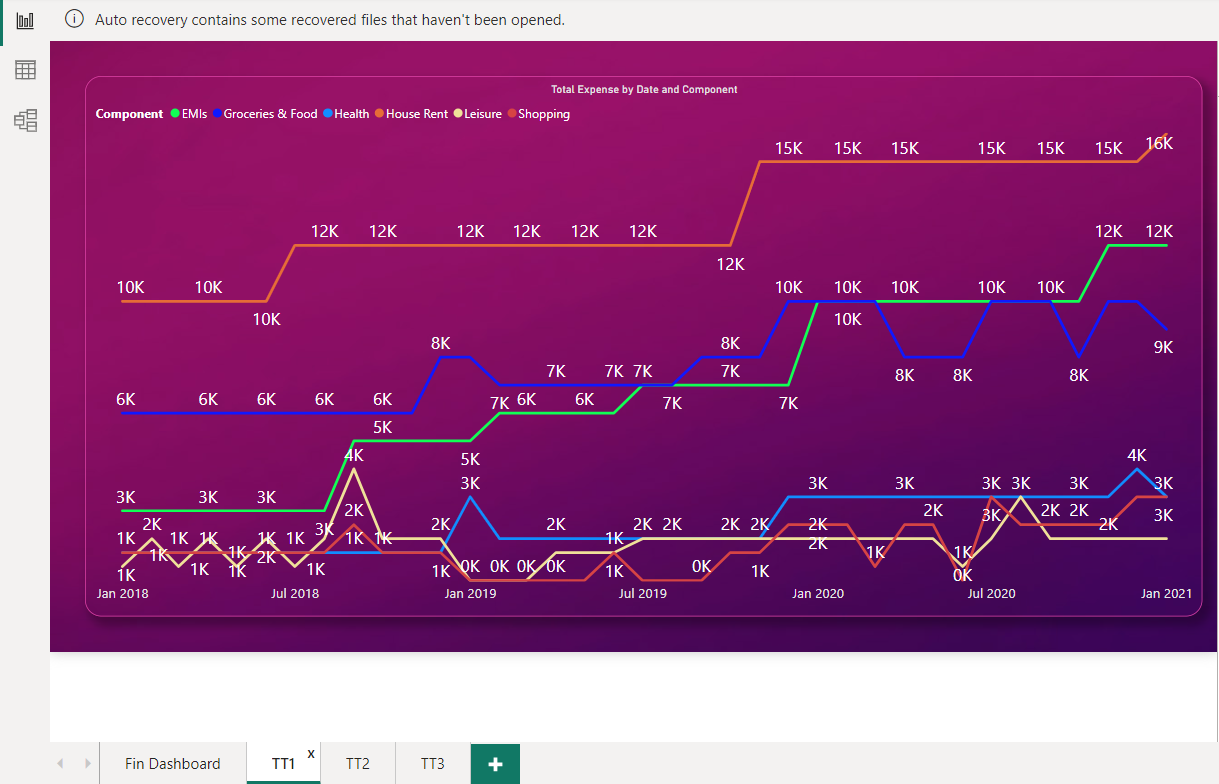 Auto recovery contains some recovered files that haven't been opened.
Total Expense by Date and Component
Component EMIs Groceries & Food Health House Rent Leisure Shopping
15K 15K 15K 15K 15K 15K 16K
12K 12K 12K 12K 12K 12K 12K 12K
12K
10K 10K 10K 10K 10K 10K 10K
10K 10K
8K 8K 9K
7K 7K 7K 7K 8K 8K 8K
6K 6K 6K 6K 6K 7K 6K 6K 7K 7K
5K
4K 5K 4K
3K 3K 3K 3K 3K 3K 3K 3K 3K 3K
2K 2K 3K 2K 2K 3K
2K 3K 2K 2K 2K 2K 2K 2K 2K 2K
1K 1K 1K 1K 1K 1K 1K 1K 2K
1K 1K 2K 1K 1K
1K 1K 1K 1K 1K 0K 0K 0K 0K 1K 0K 1K 0K
Jan 2018 Jul 2018 Jan 2019 Jul 2019 Jan 2020 Jul 2020 Jan 2021
Fin Dashboard TT1 x TT2 TT3 +